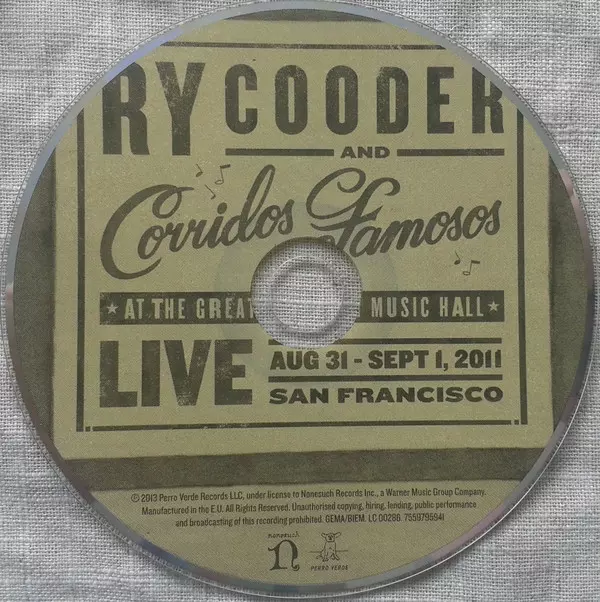 RY COODER
AND
Corridos Famosos
★ AT THE GREAT MUSIC HALL ★
LIVE AUG 31 - SEPT 1, 2011
SAN FRANCISCO
℗ 2013 Perro Verde Records LLC, under license to Nonesuch Records Inc., a Warner Music Group Company.
Manufactured in the E.U. All Rights Reserved. Unauthorised copying, hiring, lending, public performance
and broadcasting of this recording prohibited. GEMA/BIEM. LC 00286. 7559795541
nonesuch
n
PERRO VERDE